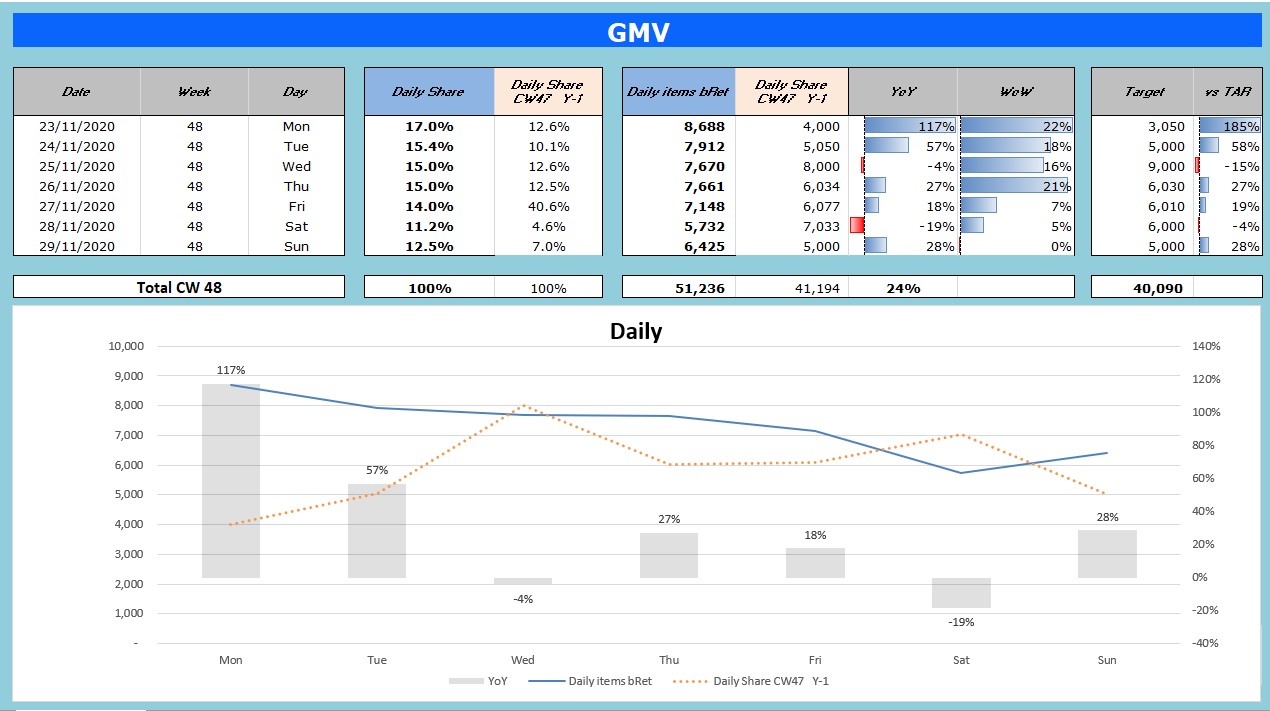 GMV
Date Week Day Daily Share Daily Share CW47 Y-1 Daily items bRet Daily Share CW47 Y-1 YoY WoW Target vs TAR
23/11/2020 48 Mon 17.0% 12.6% 8,688 4,000 117% 22% 3,050 185%
24/11/2020 48 Tue 15.4% 10.1% 7,912 5,050 57% 18% 5,000 58%
25/11/2020 48 Wed 15.0% 12.6% 7,670 8,000 -4% 16% 9,000 -15%
26/11/2020 48 Thu 15.0% 12.5% 7,661 6,034 27% 21% 6,030 27%
27/11/2020 48 Fri 14.0% 40.6% 7,148 6,077 18% 7% 6,010 19%
28/11/2020 48 Sat 11.2% 4.6% 5,732 7,033 -19% 5% 6,000 -4%
29/11/2020 48 Sun 12.5% 7.0% 6,425 5,000 28% 0% 5,000 28%
Total CW 48 100% 100% 51,236 41,194 24% 40,090
Daily
10,000 140%
9,000 120%
8,000 100%
7,000 80%
6,000 60%
5,000 40%
4,000 20%
3,000 0%
2,000 -20%
1,000 -40%
-
117%
57%
-4%
27%
18%
-19%
28%
Mon Tue Wed Thu Fri Sat Sun
YoY Daily items bRet Daily Share CW47 Y-1